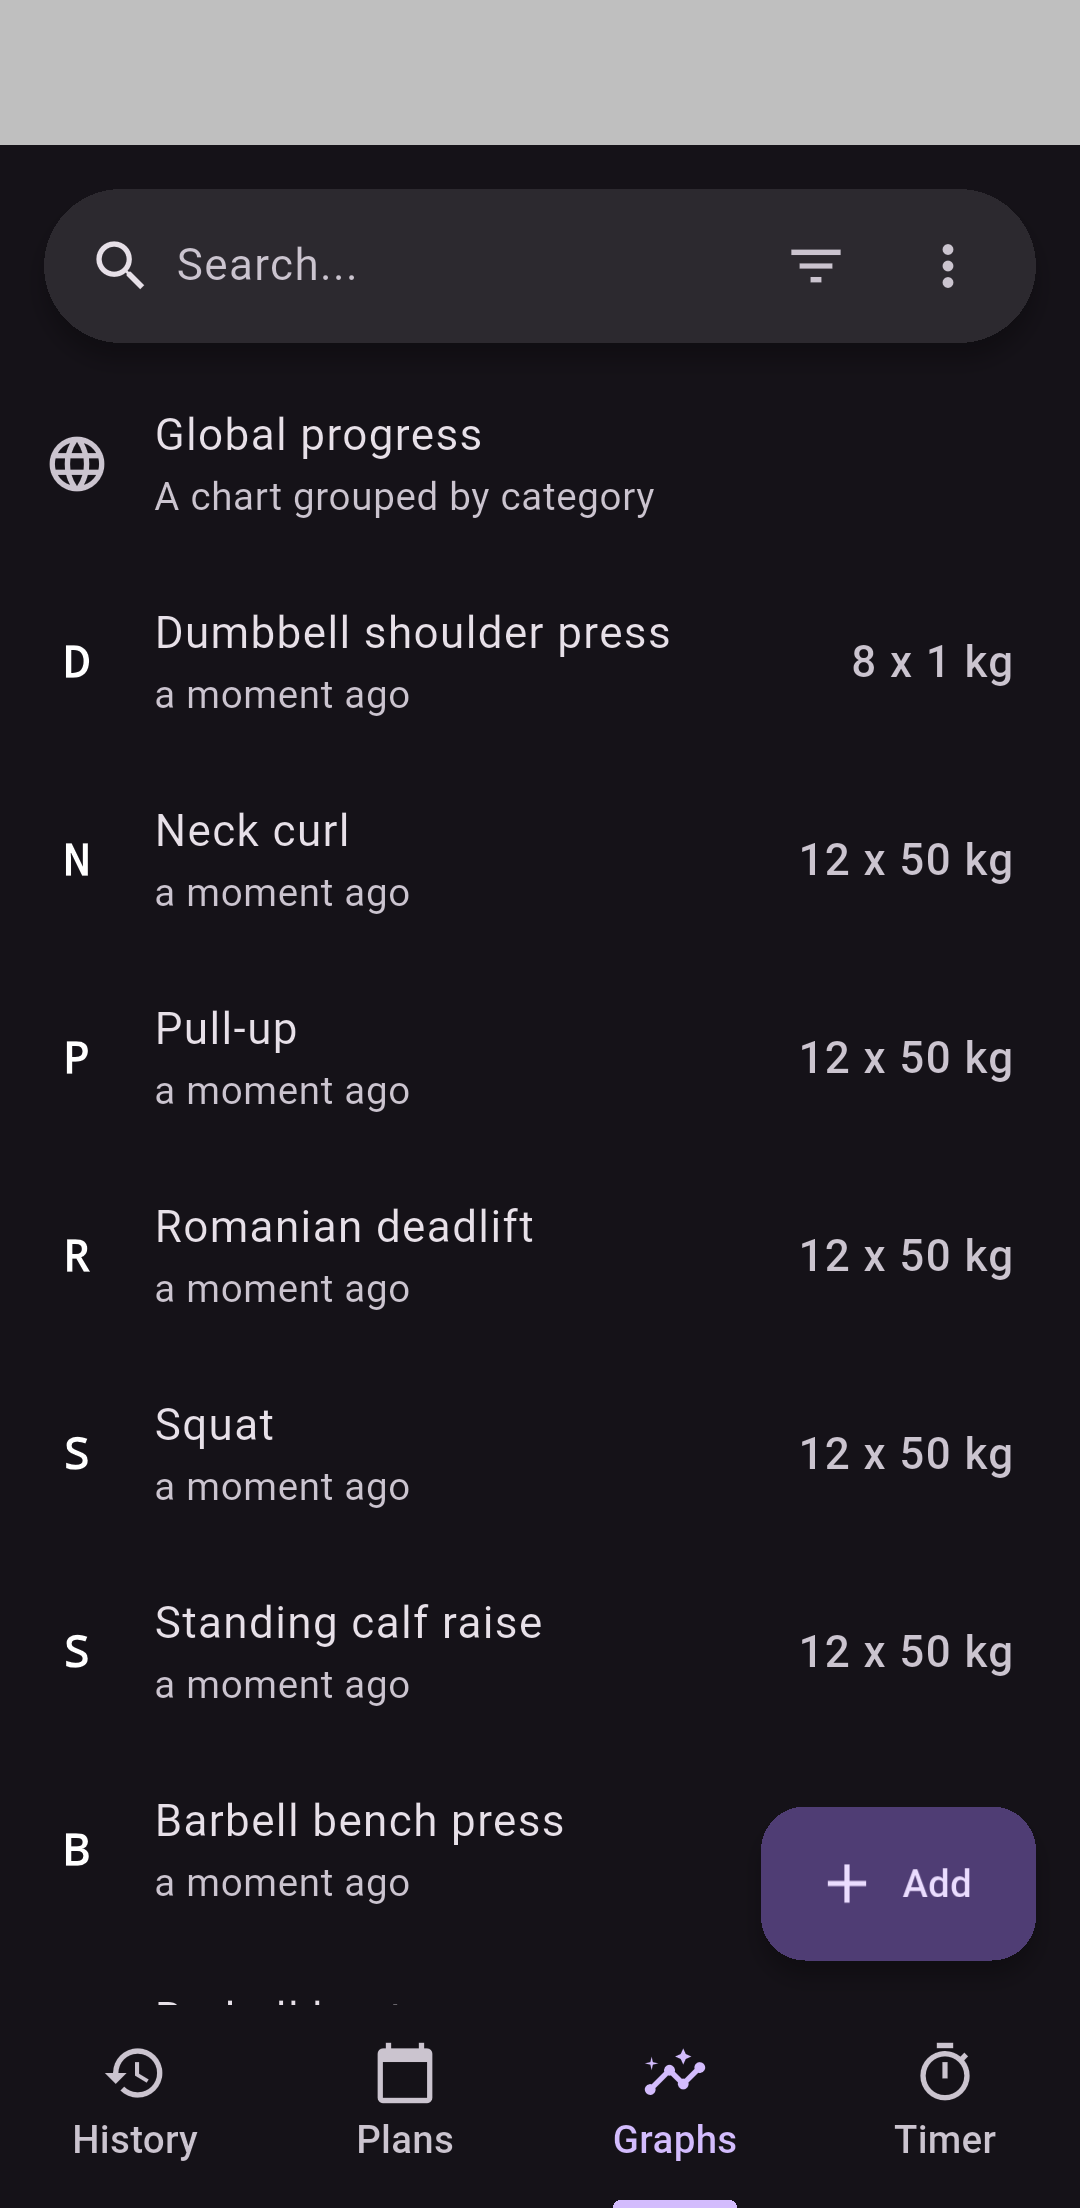 Search...
Global progress
A chart grouped by category
D
Dumbbell shoulder press
a moment ago
8 x 1 kg
N
Neck curl
a moment ago
12 x 50 kg
P
Pull-up
a moment ago
12 x 50 kg
R
Romanian deadlift
a moment ago
12 x 50 kg
S
Squat
a moment ago
12 x 50 kg
S
Standing calf raise
a moment ago
12 x 50 kg
B
Barbell bench press
a moment ago
Add
History
Plans
Graphs
Timer